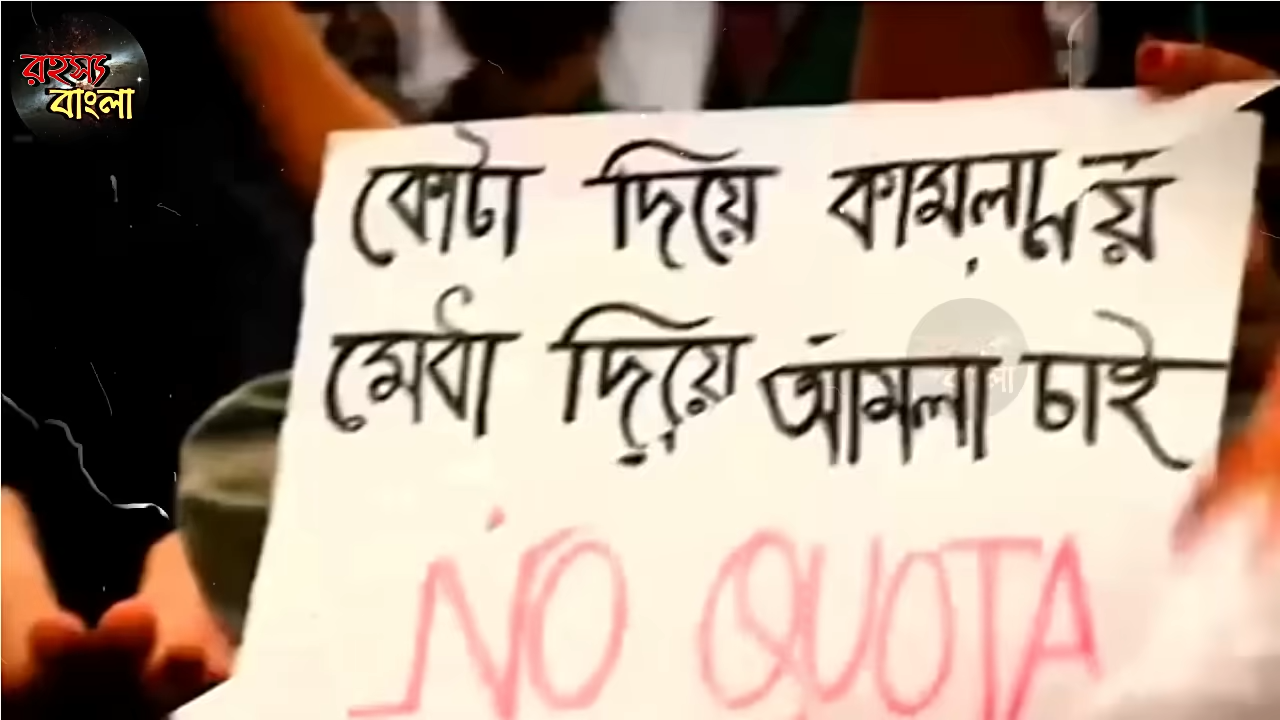 রহস্য
বাংলা
কোটা দিয়ে কামলা নয়
মেধা দিয়ে আমলা চাই
NO QUOTA